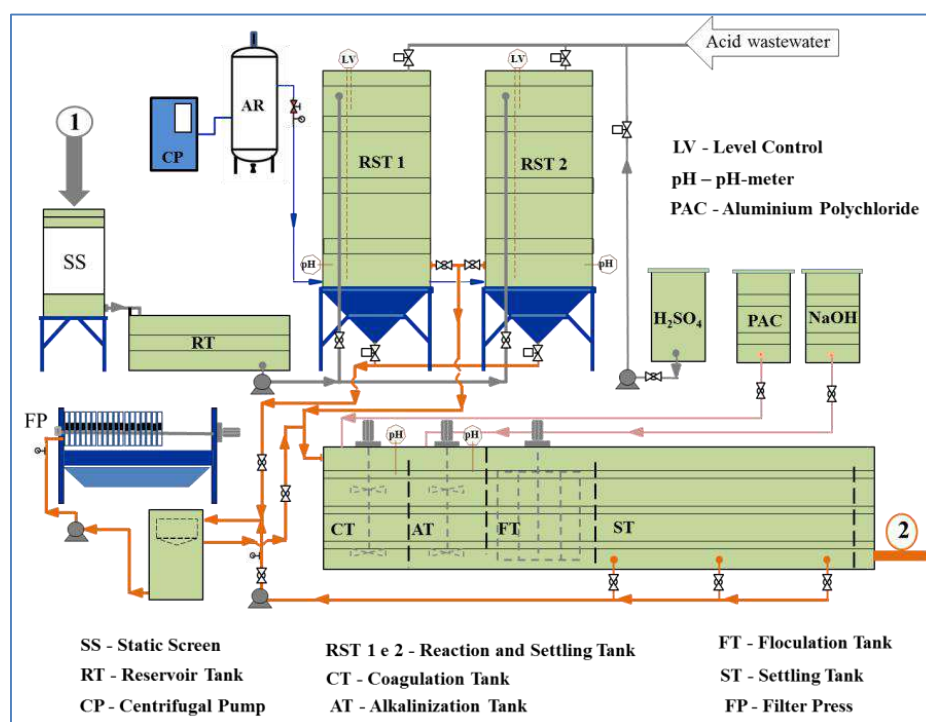 Acid wastewater
LV
LV
AR
CP
1
RST 1
RST 2
LV - Level Control
pH – pH-meter
PAC - Aluminium Polychloride
SS
pH
pH
H₂SO₄
PAC
NaOH
RT
FP
pH
pH
CT
AT
FT
ST
2
SS - Static Screen
RT - Reservoir Tank
CP - Centrifugal Pump
RST 1 e 2 - Reaction and Settling Tank
CT - Coagulation Tank
AT - Alkalinization Tank
FT - Floculation Tank
ST - Settling Tank
FP - Filter Press